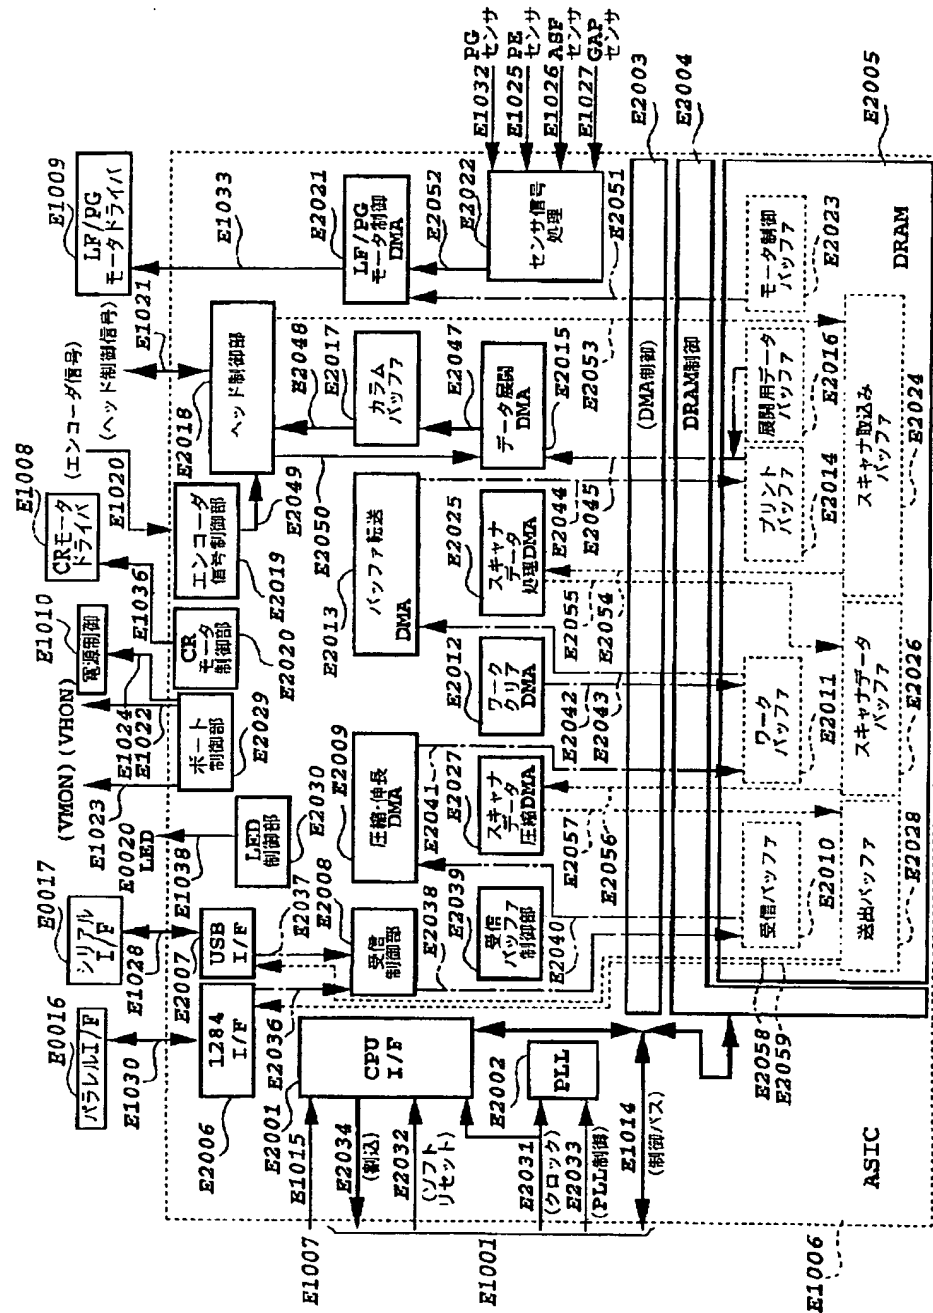 E0016
パラレルI/F
E1030
E0017
シリアル
I/F
E1028
E2007
(VMON)
(VHON)
E1023
E0020
LED
E1038
E1024
E1022
E1010
電源制御
E1036
E1008
CRモータ
ドライバ
(エンコーダ信号)
E1020
(ヘッド制御信号)
E1021
E1009
LF/PG
モータドライバ
E1033
E2006
1284
I/F
USB
I/F
E2037
E2008
LED
制御部
E2030
ポート
制御部
E2029
CR
モータ
制御部
E2020
エンコーダ
信号制御部
E2019
E2018
ヘッド制御部
E2049
E2050
E2048
E2017
カラム
バッファ
E2047
LF/PG
モータ制御
DMA
E2021
E2052
E2022
センサ信号
処理
E2051
E1032
PG
センサ
E1025
PE
センサ
E1026
ASF
センサ
E1027
GAP
センサ
E2036
E2001
E1015
E1007
CPU
I/F
E2034
(割込)
E2032
(ソフト
リセット)
E2002
PLL
E2031
(クロック)
E2033
(PLL制御)
E1001
E1014
(制御バス)
受信
制御部
E2038
E2039
受信
バッファ
制御部
E2040
E2009
圧縮・伸長
DMA
E2041
E2027
スキャナ
データ
圧縮DMA
E2057
E2056
E2012
ワーク
クリア
DMA
E2042
E2043
E2013
バッファ転送
DMA
E2025
スキャナ
データ
処理DMA
E2055
E2054
E2044
E2045
データ展開
DMA
E2015
E2053
(DMA制御)
E2003
DRAM制御
E2004
E2005
DRAM
受信バッファ
E2010
ワーク
バッファ
E2011
プリント
バッファ
E2014
展開用データ
バッファ
E2016
モータ制御
バッファ
E2023
送出バッファ
E2028
スキャナデータ
バッファ
E2026
スキャナ取込み
バッファ
E2024
E2058
E2059
ASIC
E1006